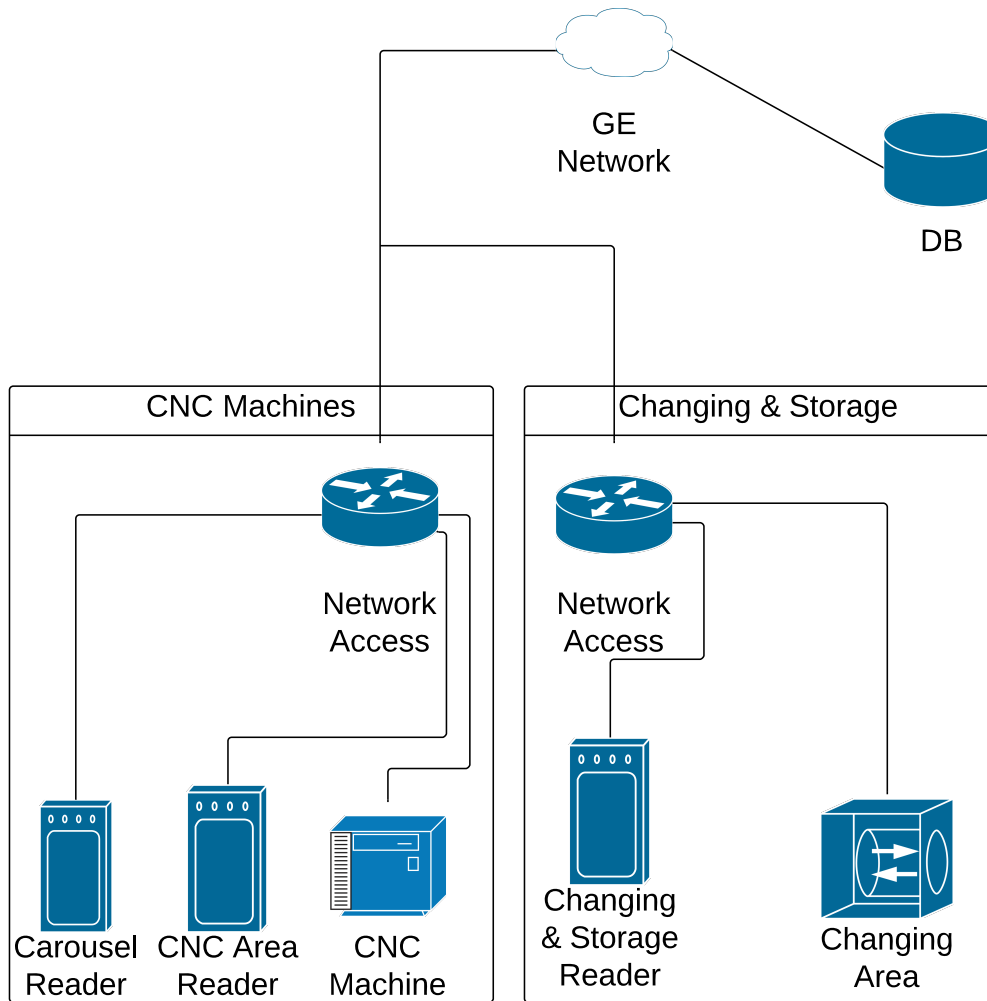 GE
Network
DB
CNC Machines
Changing & Storage
Network
Access
Network
Access
Carousel
Reader
CNC Area
Reader
CNC
Machine
Changing
& Storage
Reader
Changing
Area